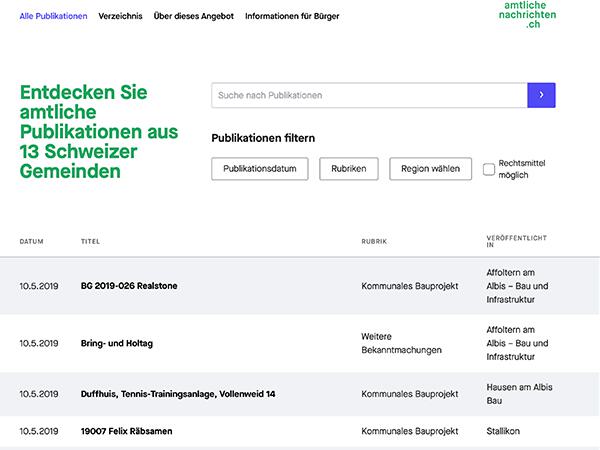 Alle Publikationen Verzeichnis Über dieses Angebot Informationen für Bürger
amtliche
nachrichten
.ch
Entdecken Sie
amtliche
Publikationen aus
13 Schweizer
Gemeinden
Suche nach Publikationen
Publikationen filtern
Publikationsdatum Rubriken Region wählen Rechtsmittel
möglich
DATUM TITEL RUBRIK VERÖFFENTLICHT
IN
10.5.2019 BG 2019-026 Realstone Kommunales Bauprojekt Affoltern am
Albis – Bau und
Infrastruktur
10.5.2019 Bring- und Holtag Weitere
Bekanntmachungen Affoltern am
Albis – Bau und
Infrastruktur
10.5.2019 Duffhuis, Tennis-Trainingsanlage, Vollenweid 14 Kommunales Bauprojekt Hausen am Albis
Bau
10.5.2019 19007 Felix Räbsamen Kommunales Bauprojekt Stallikon